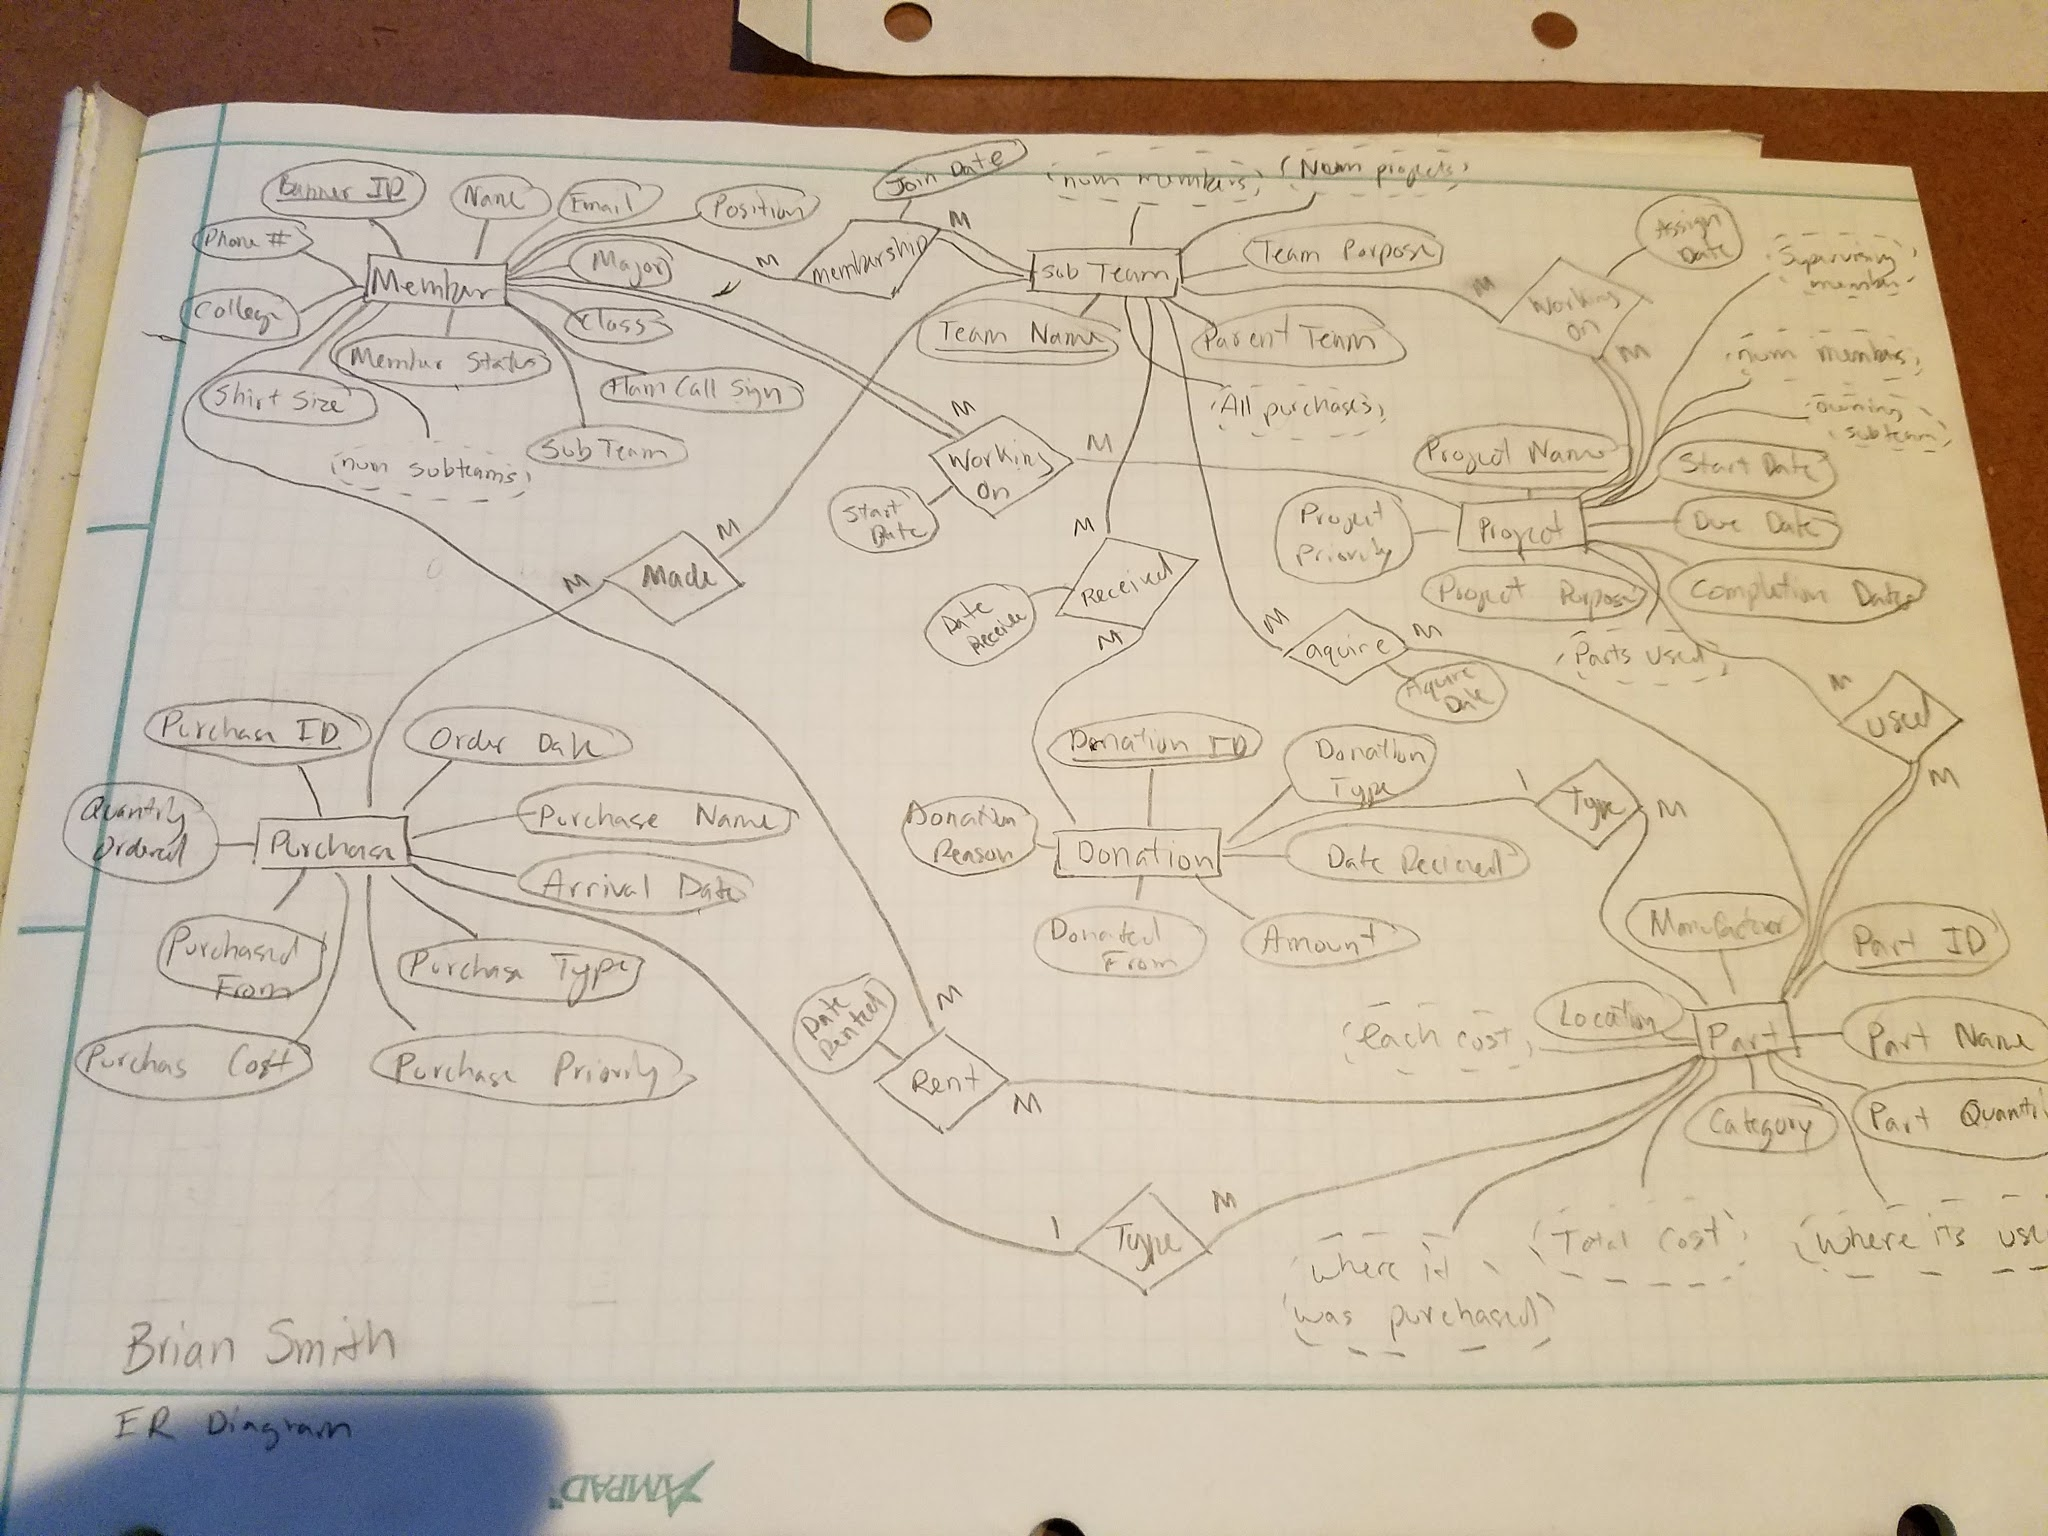 Join Date
num members
Num projects
Banner ID
Name
Email
Position
Phone #
Major
Membership
M
M
Member
Sub Team
Team Purpose
Assign
Date
Supervising
member
College
Class
Team Name
Parent Team
M
Working
On
M
num members
Member Status
Shirt Size
Ham Call Sign
All purchases
owning
subteam
num subteams
Sub Team
M
Working
On
M
Start
Date
Project Name
Start Date
Project
Priority
Project
Due Date
Project Purpose
Completion Date
Parts used
M
Made
M
M
Received
M
Date
Receive
M
aquire
M
Aquire
Date
M
Used
M
Purchase ID
Order Date
Donation ID
Donation
Type
1
Type
M
Quantity
Ordered
Purchase
Purchase Name
Arrival Date
Donation
Reason
Donation
Date Recieved
Donated
From
Amount
Purchased
From
Purchase Type
Purchas Cost
Purchase Priority
Date
Rented
M
Rent
M
Part ID
each cost
Location
Part
Part Name
Category
Part Quanti
1
Type
M
where it
was purchased
Total cost
Where its use
Brian Smith
ER Diagram
AMPAD